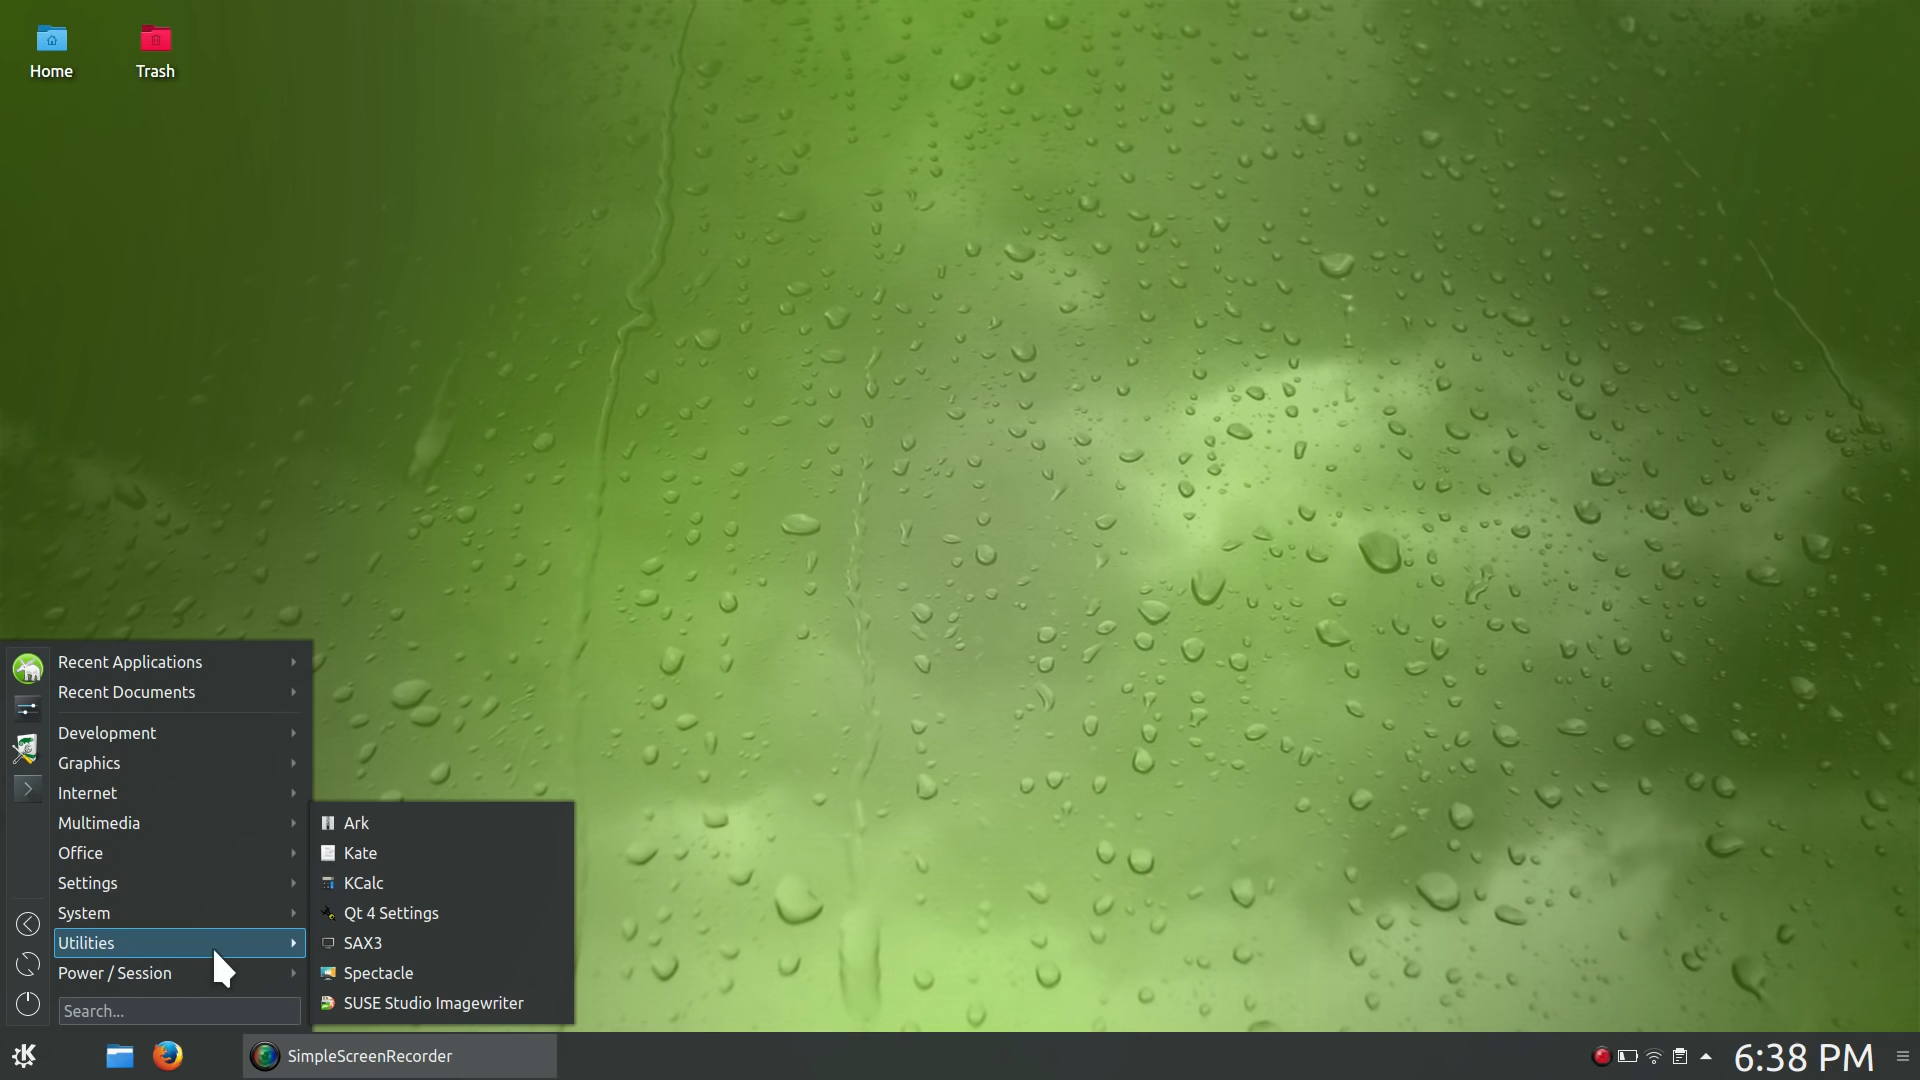 Home
Trash
Recent Applications
Recent Documents
Development
Graphics
Internet
Multimedia
Office
Settings
System
Utilities
Power / Session
Search...
Ark
Kate
KCalc
Qt 4 Settings
SAX3
Spectacle
SUSE Studio Imagewriter
SimpleScreenRecorder
6:38 PM